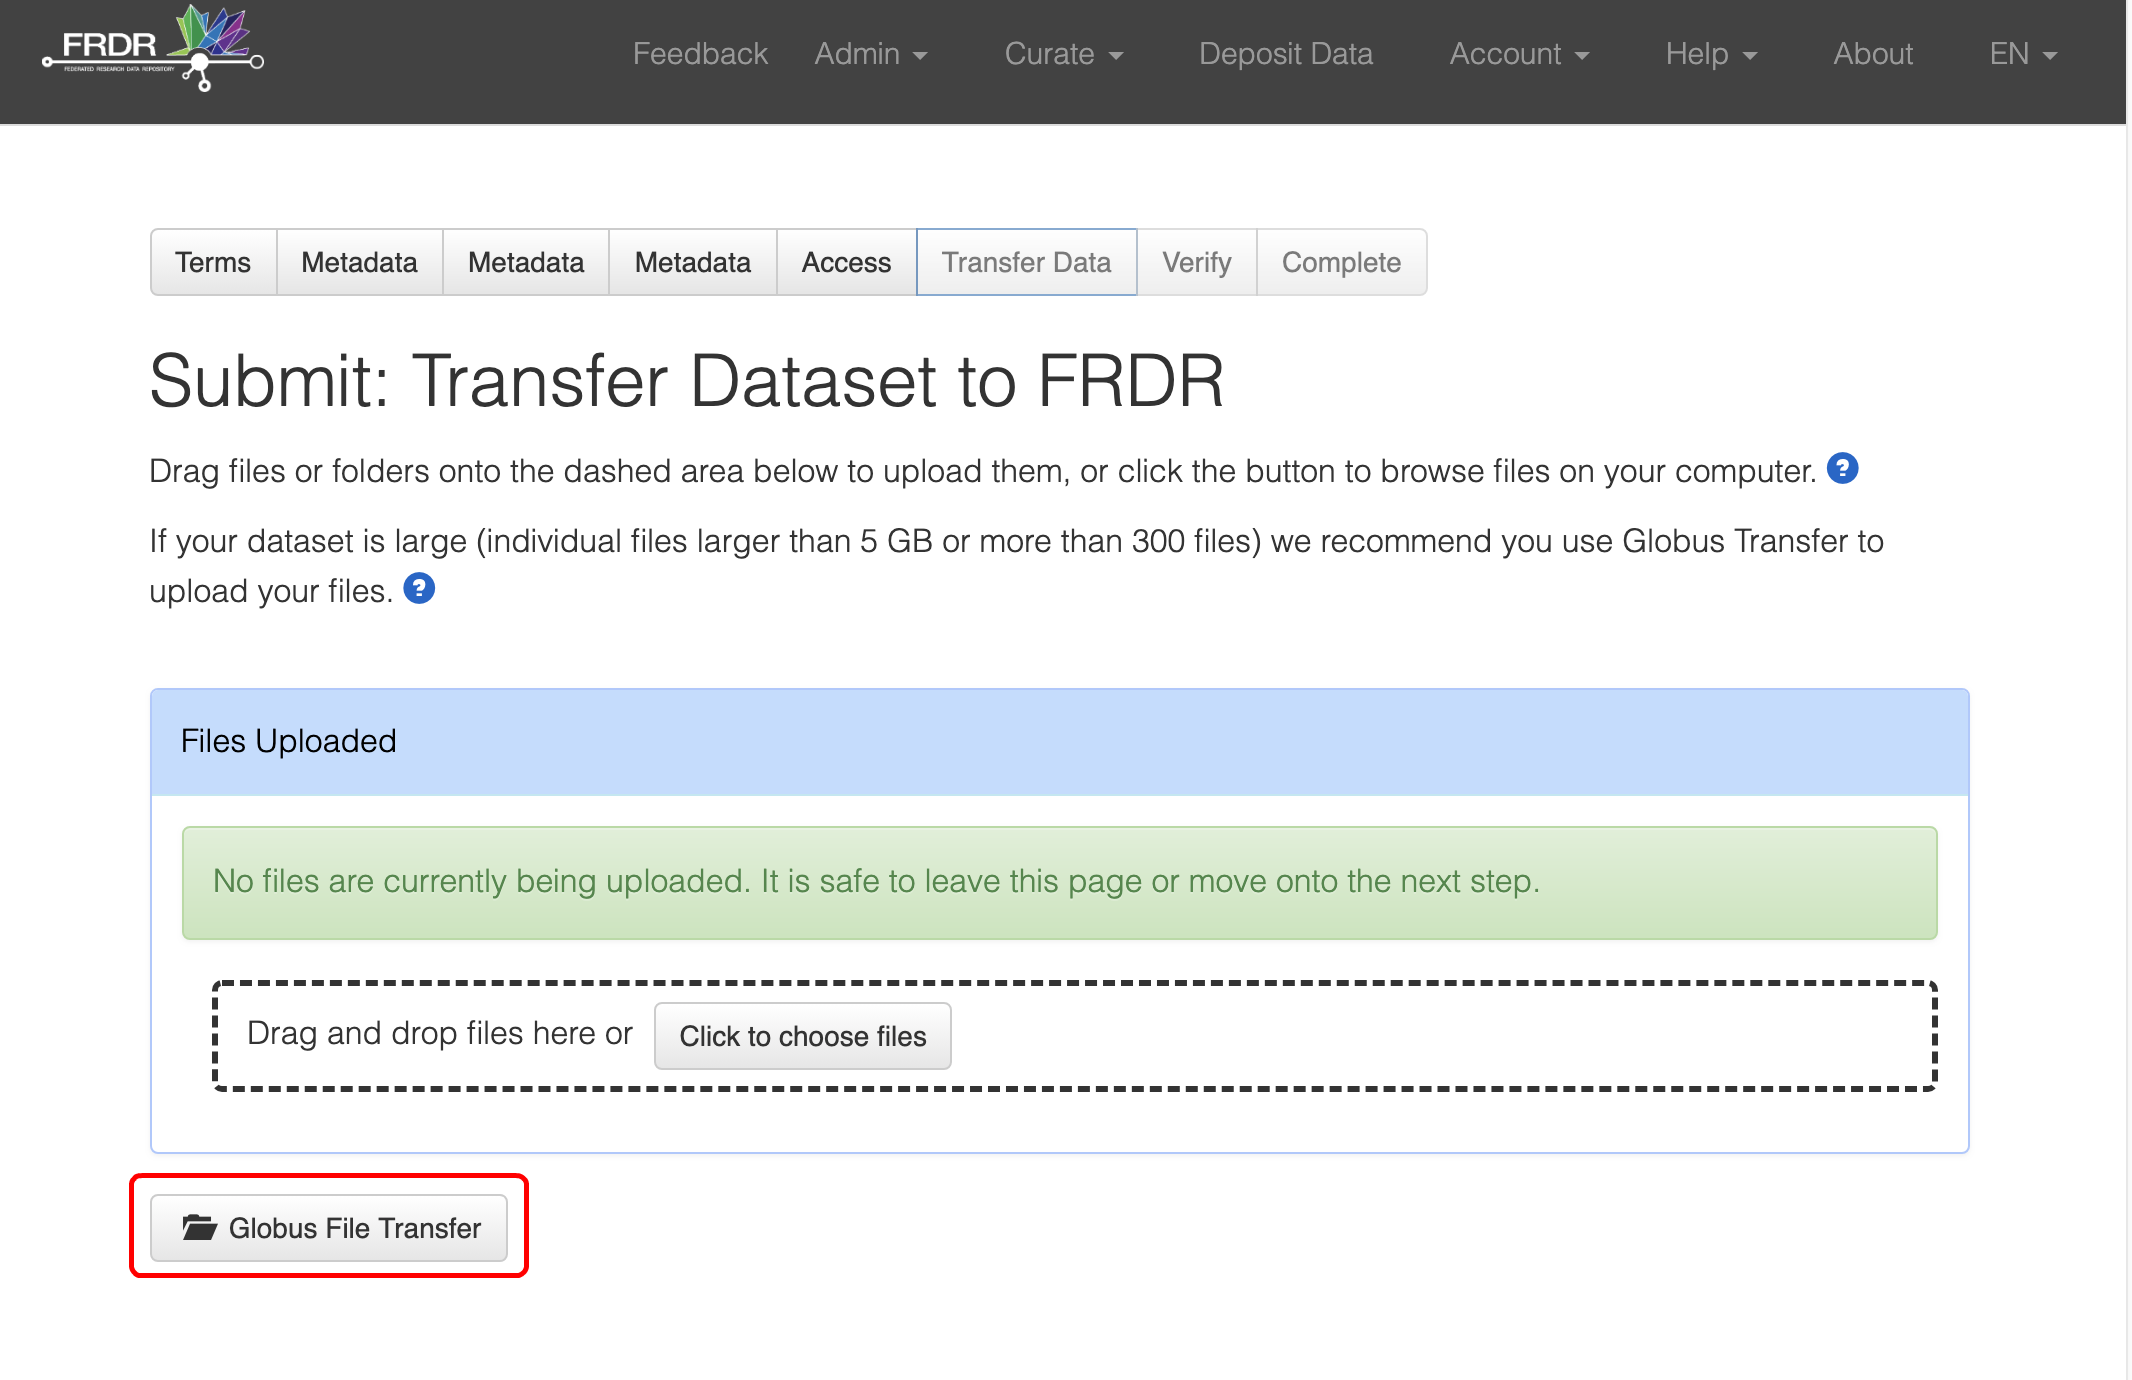 FRDR
FEDERATED RESEARCH DATA REPOSITORY
Feedback Admin Curate Deposit Data Account Help About EN
Terms Metadata Metadata Metadata Access Transfer Data Verify Complete
Submit: Transfer Dataset to FRDR
Drag files or folders onto the dashed area below to upload them, or click the button to browse files on your computer. ?
If your dataset is large (individual files larger than 5 GB or more than 300 files) we recommend you use Globus Transfer to
upload your files. ?
Files Uploaded
No files are currently being uploaded. It is safe to leave this page or move onto the next step.
Drag and drop files here or Click to choose files
Globus File Transfer